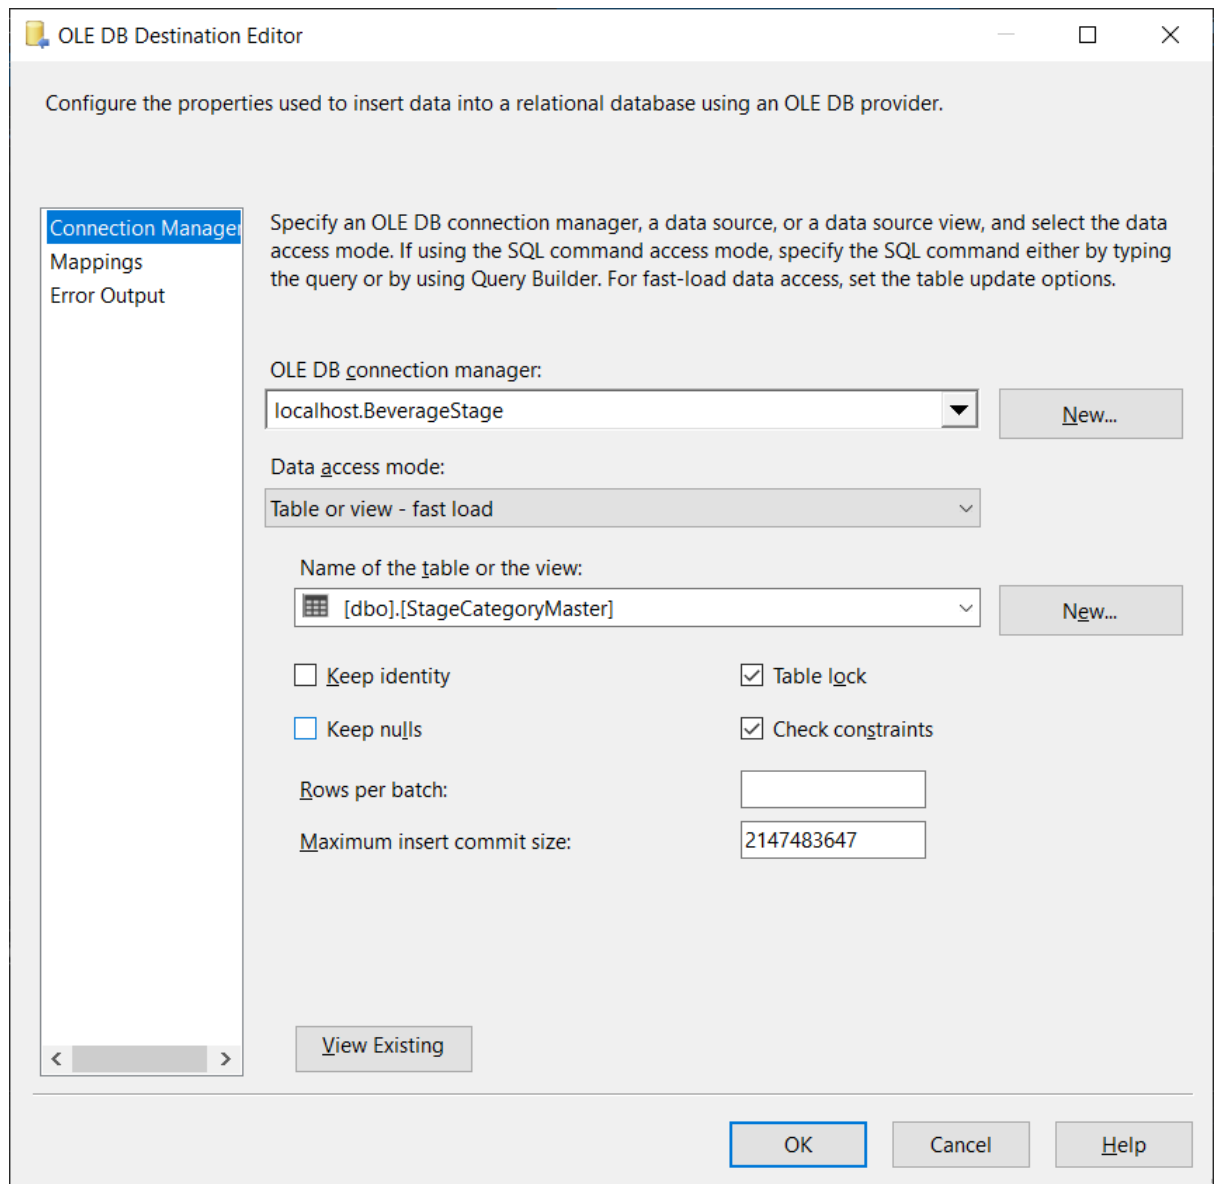 OLE DB Destination Editor
Configure the properties used to insert data into a relational database using an OLE DB provider.
Connection Manager
Mappings
Error Output
Specify an OLE DB connection manager, a data source, or a data source view, and select the data
access mode. If using the SQL command access mode, specify the SQL command either by typing
the query or by using Query Builder. For fast-load data access, set the table update options.
OLE DB connection manager:
localhost.BeverageStage
New...
Data access mode:
Table or view - fast load
Name of the table or the view:
[dbo].[StageCategoryMaster]
New...
Keep identity
Table lock
Keep nulls
Check constraints
Rows per batch:
Maximum insert commit size:
2147483647
View Existing
OK
Cancel
Help